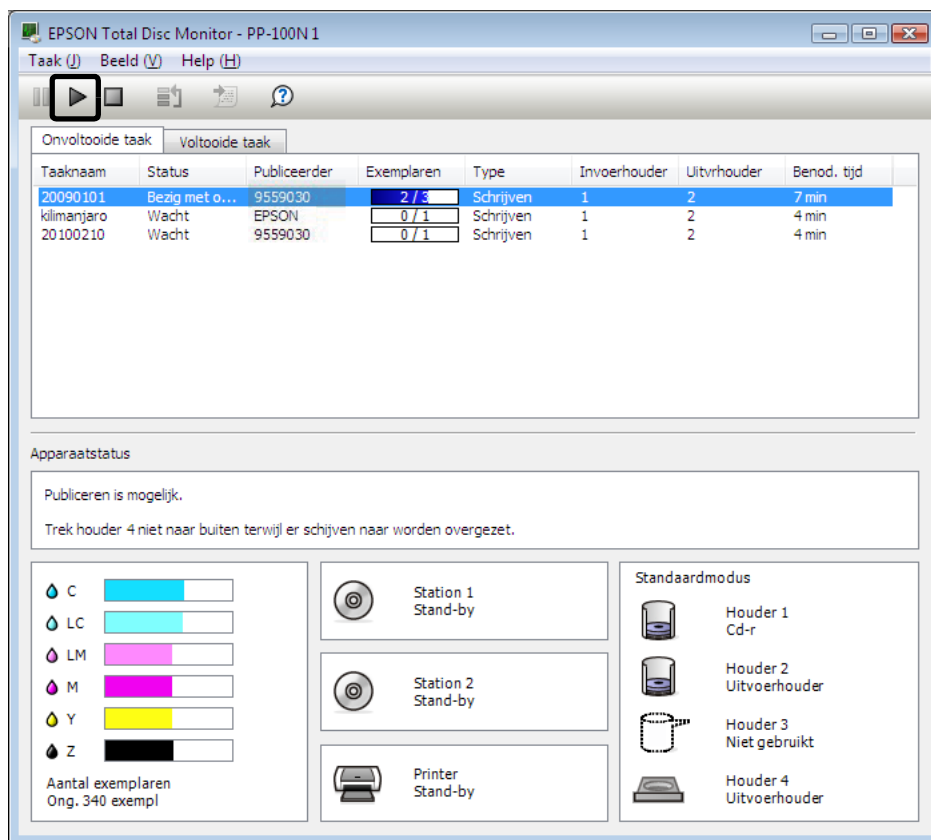 EPSON Total Disc Monitor - PP-100N 1
Taak (J) Beeld (V) Help (H)
Onvoltooide taak Voltooide taak
Taaknaam Status Publiceerder Exemplaren Type Invoerhouder Uitvrhouder Benod. tijd
20090101 Bezig met o... 9559030 2 / 3 Schrijven 1 2 7 min
kilimanjaro Wacht EPSON 0 / 1 Schrijven 1 2 4 min
20100210 Wacht 9559030 0 / 1 Schrijven 1 2 4 min
Apparaatstatus
Publiceren is mogelijk.
Trek houder 4 niet naar buiten terwijl er schijven naar worden overgezet.
C
LC
LM
M
Y
Z
Aantal exemplaren
Ong. 340 exempl
Station 1
Stand-by
Station 2
Stand-by
Printer
Stand-by
Standaardmodus
Houder 1
Cd-r
Houder 2
Uitvoerhouder
Houder 3
Niet gebruikt
Houder 4
Uitvoerhouder